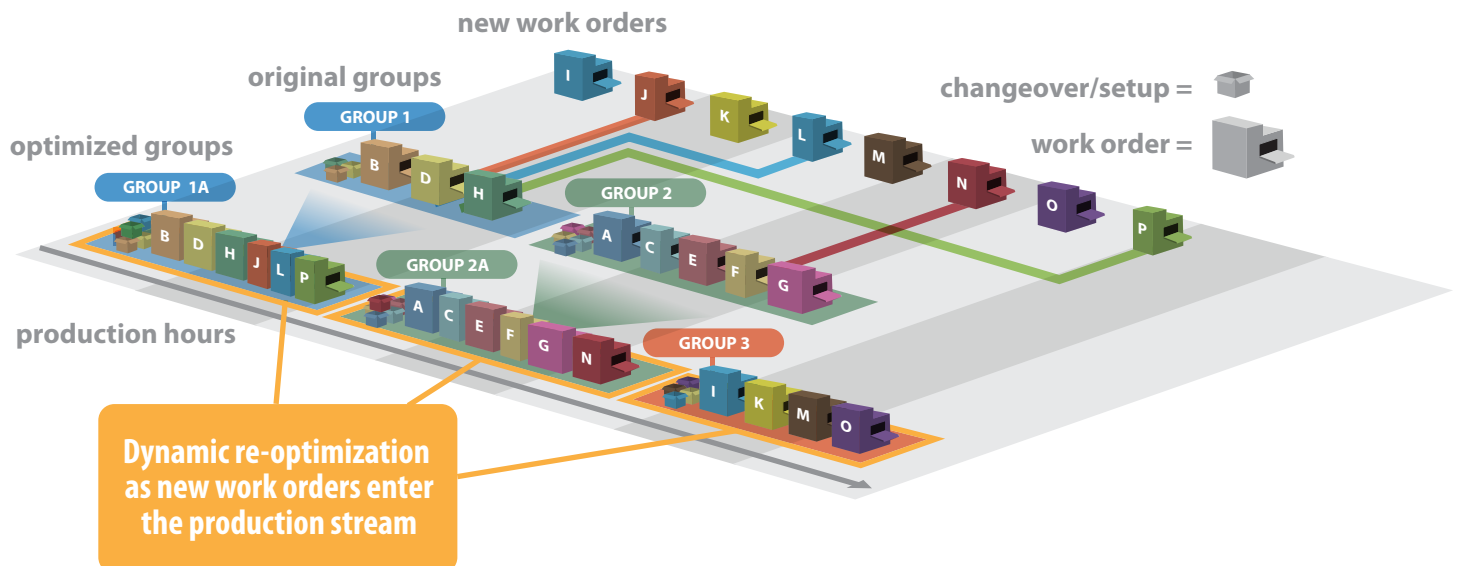 new work orders
original groups
optimized groups
changeover/setup =
work order =
I
J
K
L
M
N
O
P
GROUP 1
B
D
H
GROUP 2
A
C
E
F
G
GROUP 1A
B
D
H
J
L
P
GROUP 2A
A
C
E
F
G
N
GROUP 3
I
K
M
O
production hours
Dynamic re-optimization
as new work orders enter
the production stream